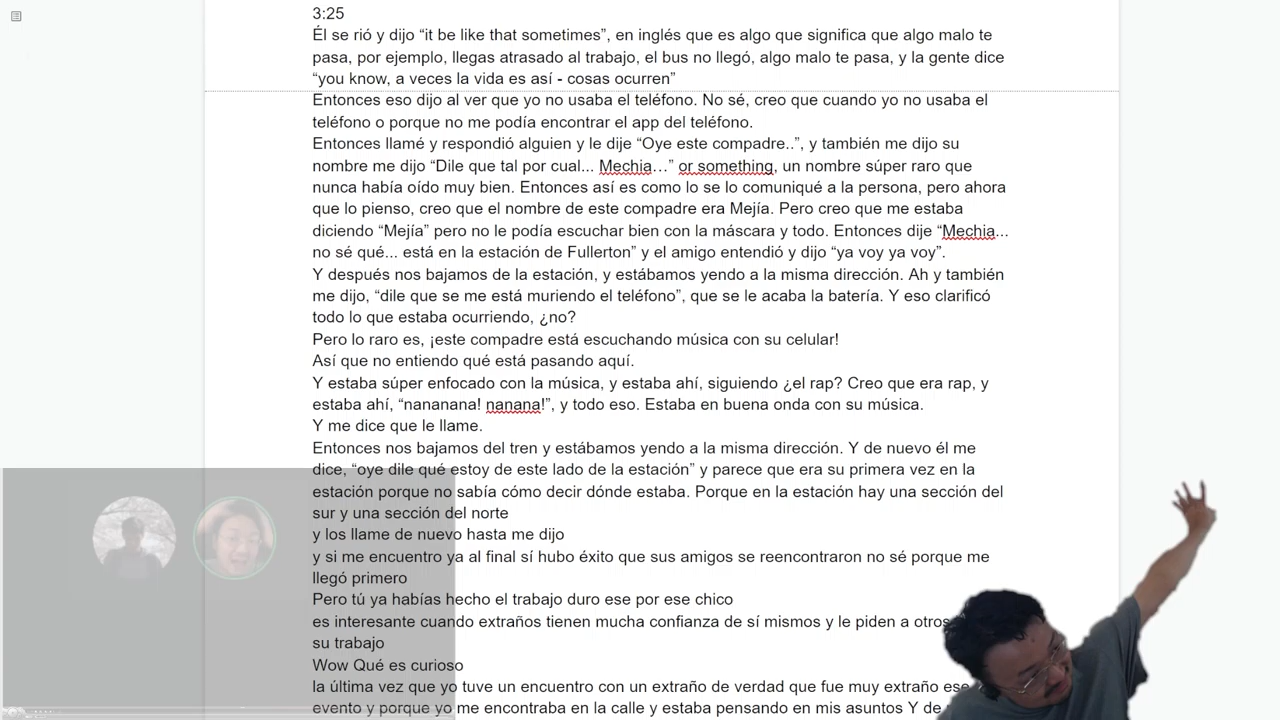 3:25
Él se rió y dijo “it be like that sometimes”, en inglés que es algo que significa que algo malo te
pasa, por ejemplo, llegas atrasado al trabajo, el bus no llegó, algo malo te pasa, y la gente dice
“you know, a veces la vida es así - cosas ocurren”
Entonces eso dijo al ver que yo no usaba el teléfono. No sé, creo que cuando yo no usaba el
teléfono o porque no me podía encontrar el app del teléfono.
Entonces llamé y respondió alguien y le dije “Oye este compadre..”, y también me dijo su
nombre me dijo “Dile que tal por cual... Mechia…” or something, un nombre súper raro que
nunca había oído muy bien. Entonces así es como lo se lo comuniqué a la persona, pero ahora
que lo pienso, creo que el nombre de este compadre era Mejía. Pero creo que me estaba
diciendo “Mejía” pero no le podía escuchar bien con la máscara y todo. Entonces dije “Mechia...
no sé qué... está en la estación de Fullerton” y el amigo entendió y dijo “ya voy ya voy”.
Y después nos bajamos de la estación, y estábamos yendo a la misma dirección. Ah y también
me dijo, “dile que se me está muriendo el teléfono”, que se le acaba la batería. Y eso clarificó
todo lo que estaba ocurriendo, ¿no?
Pero lo raro es, ¡este compadre está escuchando música con su celular!
Así que no entiendo qué está pasando aquí.
Y estaba súper enfocado con la música, y estaba ahí, siguiendo ¿el rap? Creo que era rap, y
estaba ahí, “nananana! nanana!”, y todo eso. Estaba en buena onda con su música.
Y me dice que le llame.
Entonces nos bajamos del tren y estábamos yendo a la misma dirección. Y de nuevo él me
dice, “oye dile qué estoy de este lado de la estación” y parece que era su primera vez en la
estación porque no sabía cómo decir dónde estaba. Porque en la estación hay una sección del
sur y una sección del norte
y los llame de nuevo hasta me dijo
y si me encuentro ya al final sí hubo éxito que sus amigos se reencontraron no sé porque me
llegó primero
Pero tú ya habías hecho el trabajo duro ese por ese chico
es interesante cuando extraños tienen mucha confianza de sí mismos y le piden a otros
su trabajo
Wow Qué es curioso
la última vez que yo tuve un encuentro con un extraño de verdad que fue muy extraño ese
evento y porque yo me encontraba en la calle y estaba pensando en mis asuntos Y de